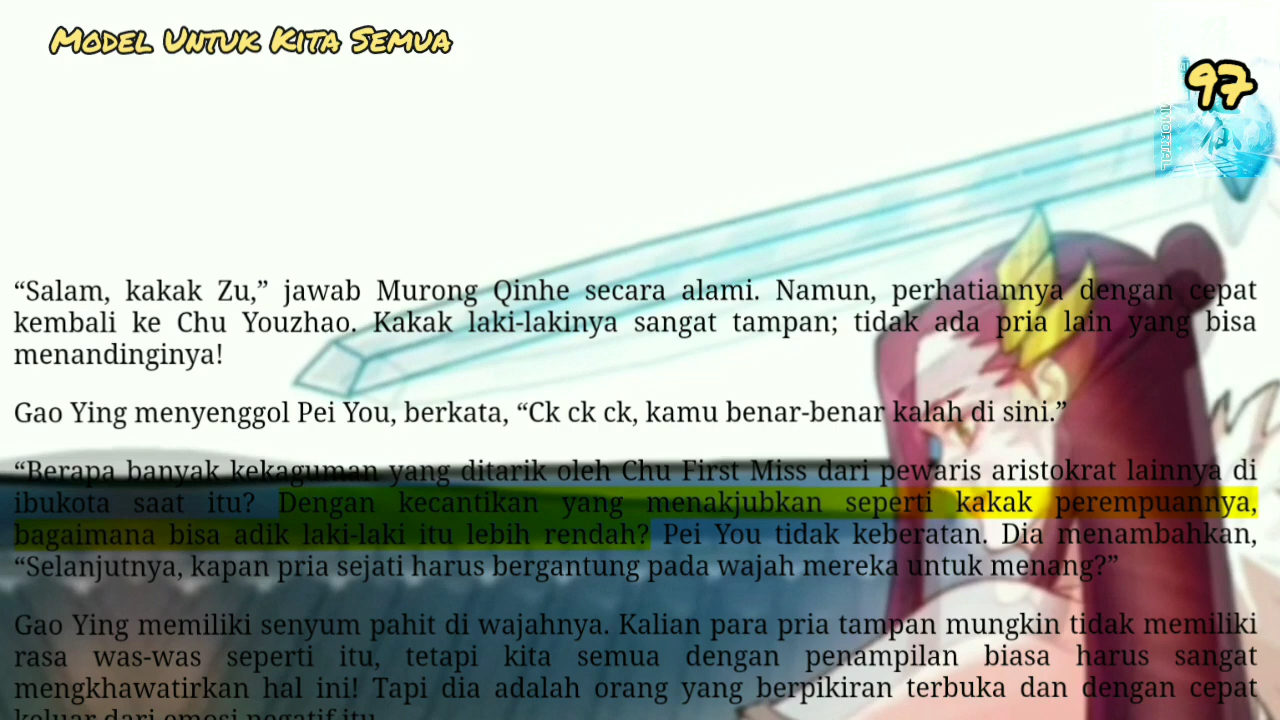 Model Untuk Kita Semua
97
“Salam, kakak Zu,” jawab Murong Qinhe secara alami. Namun, perhatiannya dengan cepat
kembali ke Chu Youzhao. Kakak laki-lakinya sangat tampan; tidak ada pria lain yang bisa
menandinginya!
Gao Ying menyenggol Pei You, berkata, “Ck ck ck, kamu benar-benar kalah di sini.”
“Berapa banyak kekaguman yang ditarik oleh Chu First Miss dari pewaris aristokrat lainnya di
ibukota saat itu? Dengan kecantikan yang menakjubkan seperti kakak perempuannya,
bagaimana bisa adik laki-laki itu lebih rendah? Pei You tidak keberatan. Dia menambahkan,
“Selanjutnya, kapan pria sejati harus bergantung pada wajah mereka untuk menang?”
Gao Ying memiliki senyum pahit di wajahnya. Kalian para pria tampan mungkin tidak memiliki
rasa was-was seperti itu, tetapi kita semua dengan penampilan biasa harus sangat
mengkhawatirkan hal ini! Tapi dia adalah orang yang berpikiran terbuka dan dengan cepat
keluar dari emosi negatif itu.